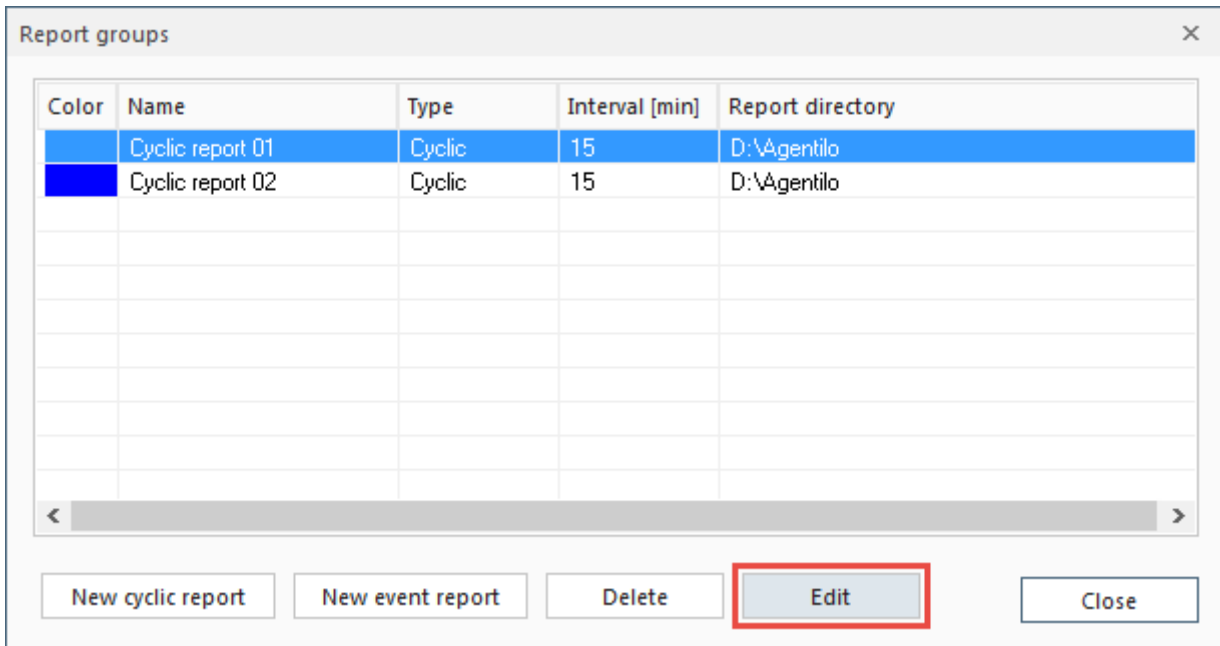 Report groups
Color Name Type Interval [min] Report directory
Cyclic report 01 Cyclic 15 D:\Agentilo
Cyclic report 02 Cyclic 15 D:\Agentilo
New cyclic report New event report Delete Edit Close